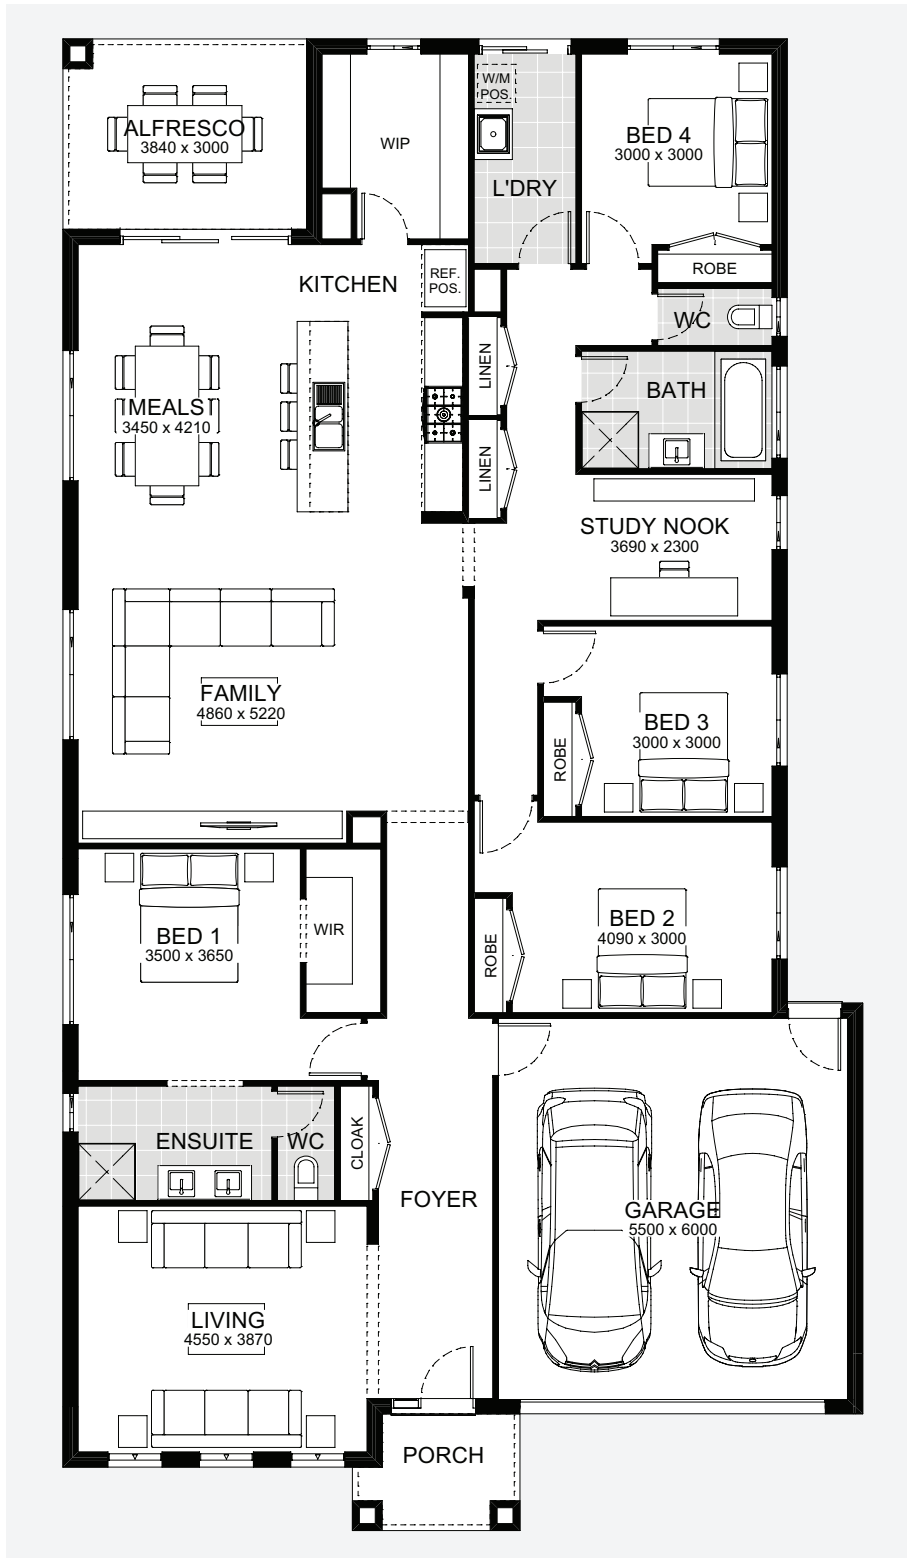 ALFRESCO
3840 x 3000
WIP
W/M
POS.
L'DRY
BED 4
3000 x 3000
ROBE
KITCHEN
REF.
POS.
WC
LINEN
BATH
MEALS
3450 x 4210
LINEN
STUDY NOOK
3690 x 2300
FAMILY
4860 x 5220
BED 3
3000 x 3000
ROBE
BED 1
3500 x 3650
WIR
BED 2
4090 x 3000
ROBE
ENSUITE
WC
CLOAK
FOYER
GARAGE
5500 x 6000
LIVING
4550 x 3870
PORCH